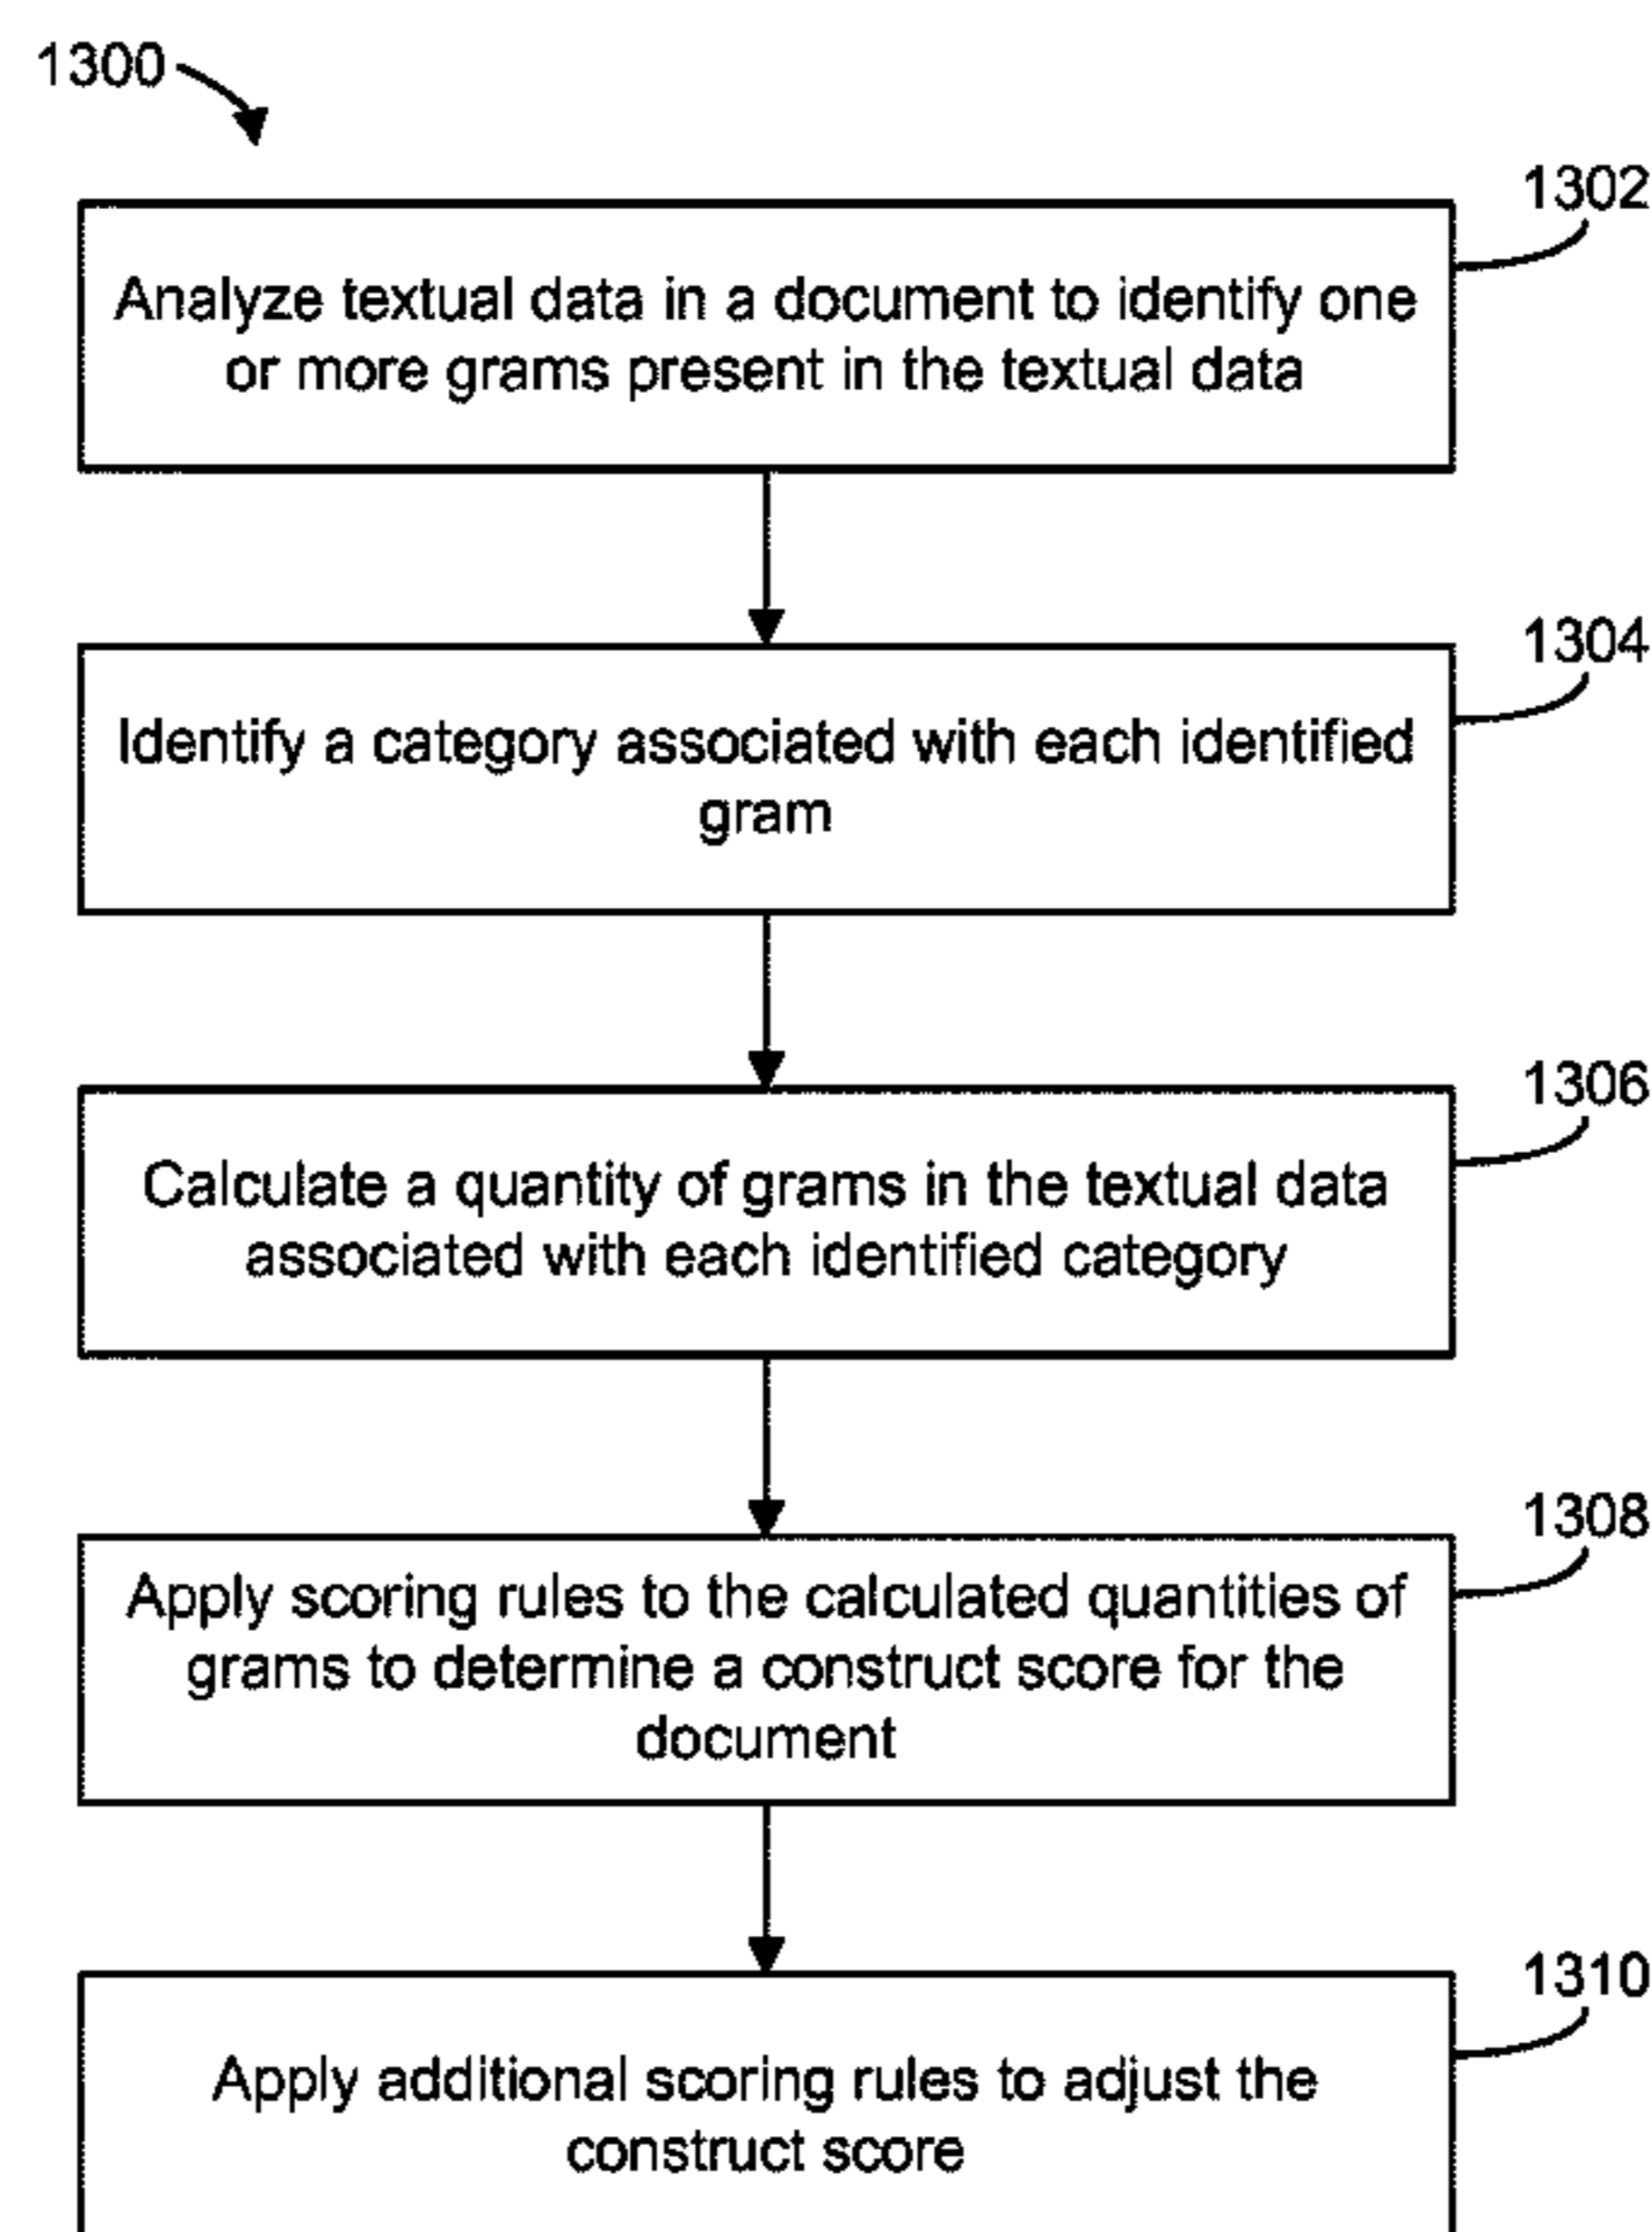 1300
1302
Analyze textual data in a document to identify one
or more grams present in the textual data
1304
Identify a category associated with each identified
gram
1306
Calculate a quantity of grams in the textual data
associated with each identified category
1308
Apply scoring rules to the calculated quantities of
grams to determine a construct score for the
document
1310
Apply additional scoring rules to adjust the
construct score